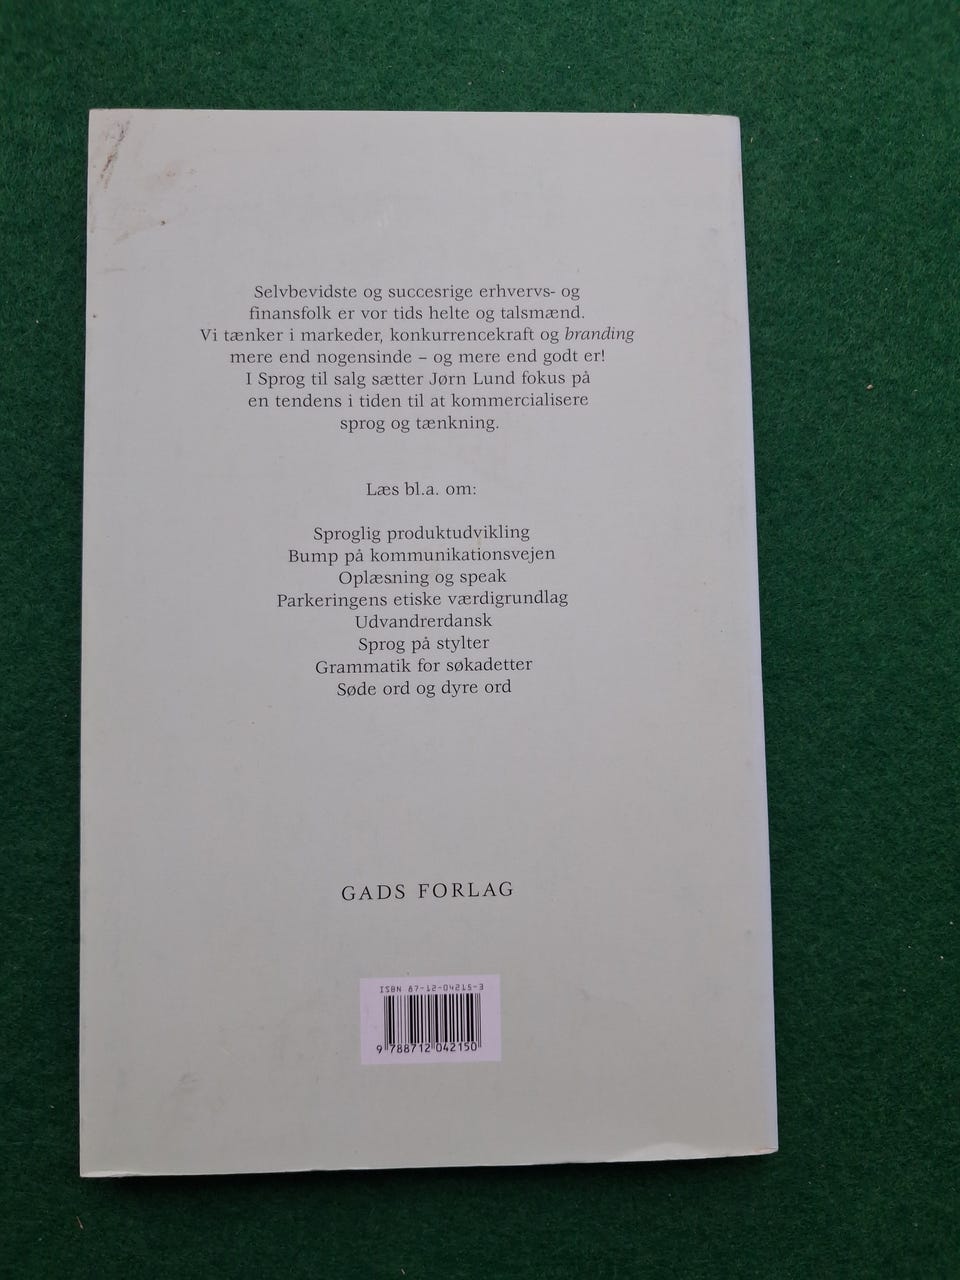 Selvbevidste og succesrige erhvervs- og
finansfolk er vor tids helte og talsmænd.
Vi tænker i markeder, konkurrencekraft og branding
mere end nogensinde – og mere end godt er!
I Sprog til salg sætter Jørn Lund fokus på
en tendens i tiden til at kommercialisere
sprog og tænkning.
Læs bl.a. om:
Sproglig produktudvikling
Bump på kommunikationsvejen
Oplæsning og speak
Parkeringens etiske værdigrundlag
Udvandrerdansk
Sprog på stylter
Grammatik for søkadetter
Søde ord og dyre ord
GADS FORLAG
ISBN 87-12-04215-3
9 788712 042150